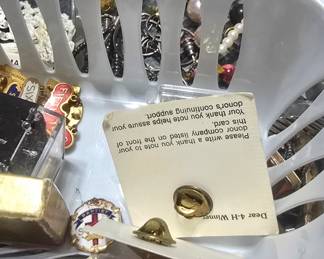 Dear 4-H Winner
Please write a thank you note to your
donor company listed on the front of
this card.
Your thank you note helps assure your
donor's continuing support.